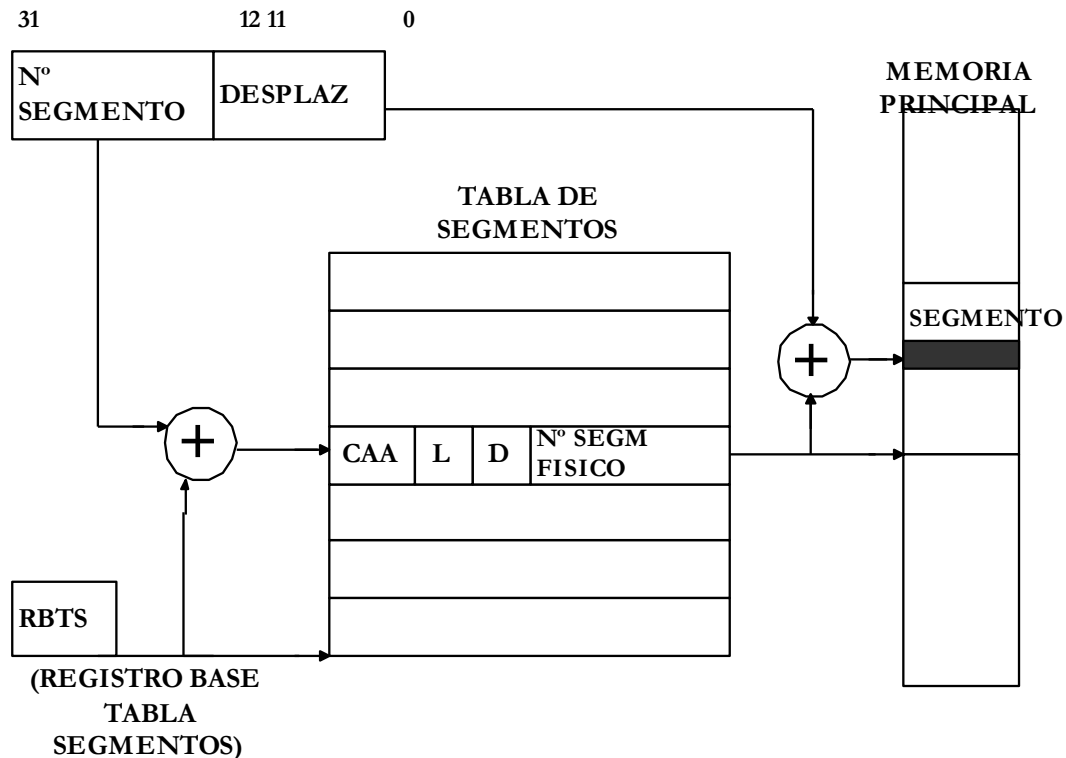 31 12 11 0
Nº
SEGMENTO
DESPLAZ
MEMORIA
PRINCIPAL
TABLA DE
SEGMENTOS
SEGMENTO
+
+
CAA L D Nº SEGM
FISICO
RBTS
(REGISTRO BASE
TABLA
SEGMENTOS)